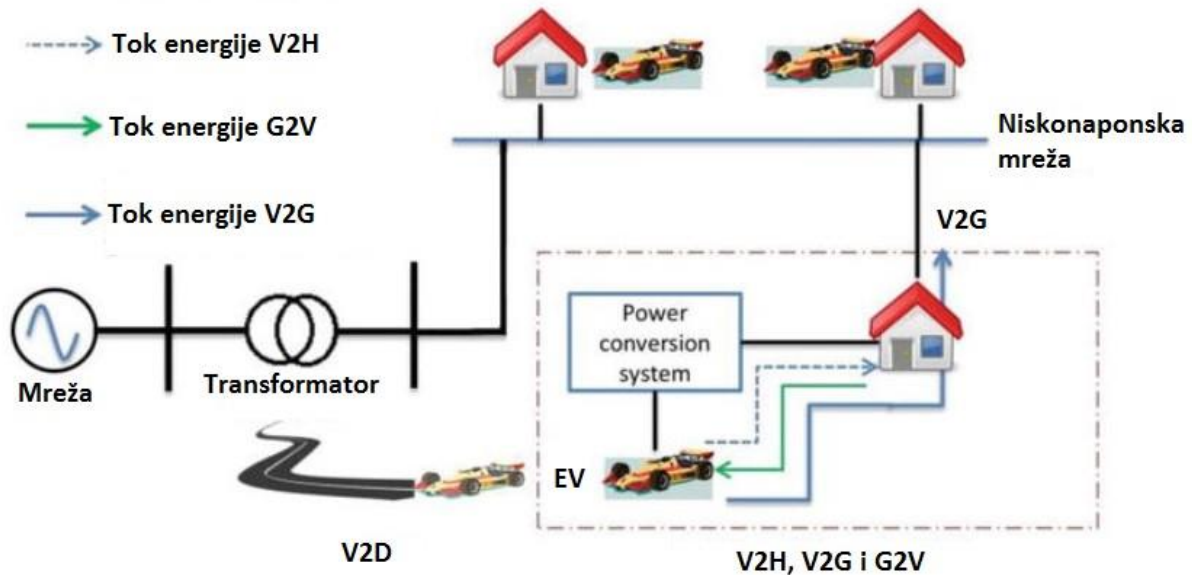 Tok energije V2H
Tok energije G2V
Tok energije V2G
Niskonaponska
mreža
V2G
Power
conversion
system
Mreža
Transformator
EV
V2D
V2H, V2G i G2V